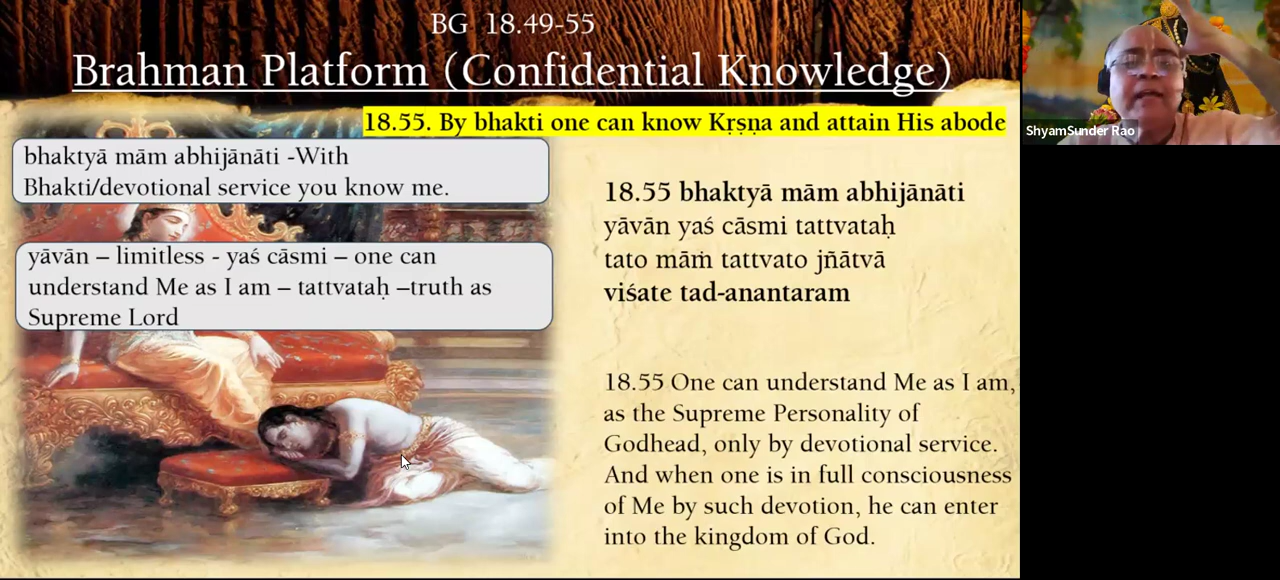 BG 18.49-55
Brahman Platform (Confidential Knowledge)
18.55. By bhakti one can know Kṛṣṇa and attain His abode
bhaktyā mām abhijānāti -With
Bhakti/devotional service you know me.
yāvān – limitless - yaś cāsmi – one can
understand Me as I am – tattvataḥ –truth as
Supreme Lord
18.55 bhaktyā mām abhijānāti
yāvān yaś cāsmi tattvataḥ
tato māṁ tattvato jñātvā
viśate tad-anantaram
18.55 One can understand Me as I am,
as the Supreme Personality of
Godhead, only by devotional service.
And when one is in full consciousness
of Me by such devotion, he can enter
into the kingdom of God.
ShyamSunder Rao